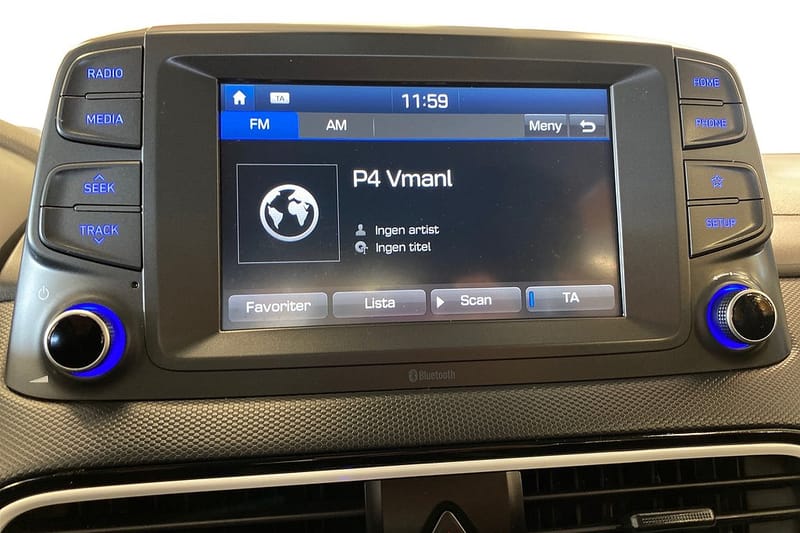 RADIO
MEDIA
SEEK
TRACK
TA
11:59
FM AM Meny
P4 Vmanl
Ingen artist
Ingen titel
Favoriter Lista Scan TA
HOME
PHONE
SETUP
Bluetooth